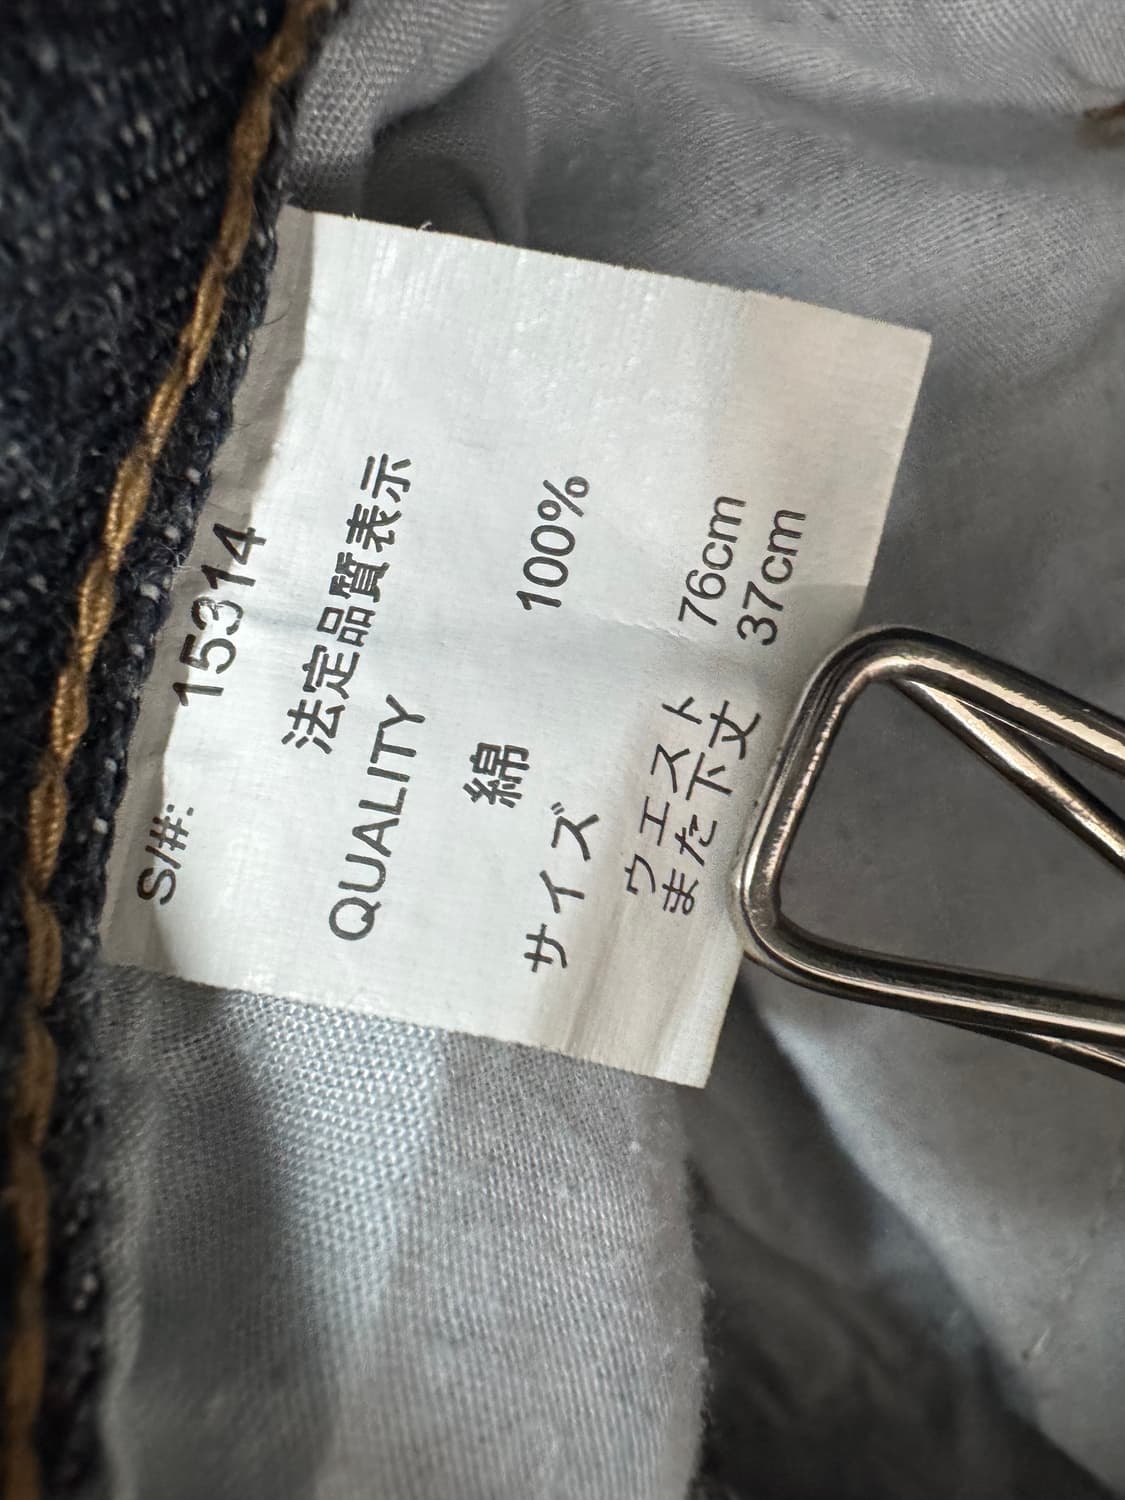 S/#: 15314
法定品質表示
QUALITY
綿 100%
サイズ
ウエスト 76cm
また下丈 37cm